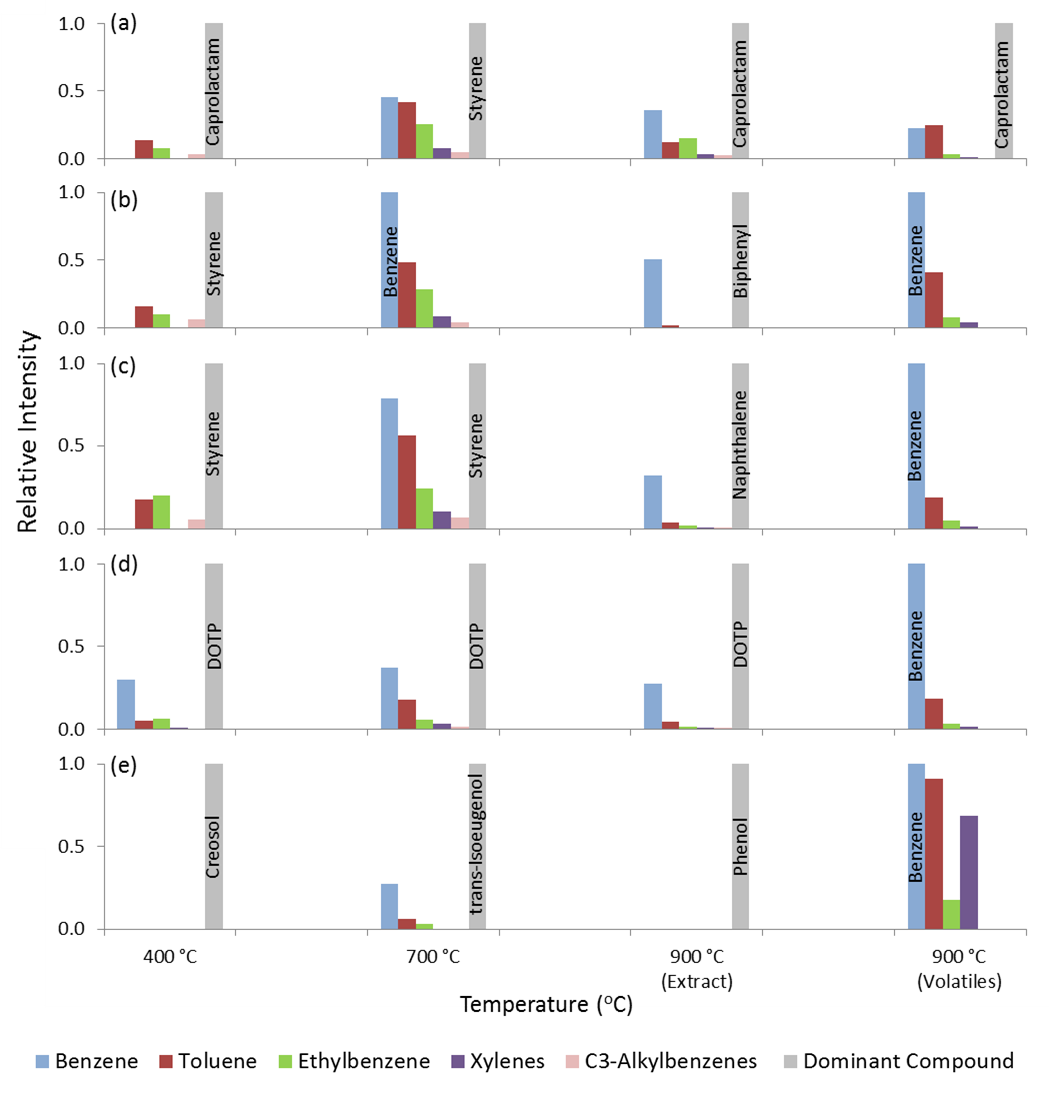 (a)
1.0
0.5
0.0
Caprolactam
Styrene
Caprolactam
Caprolactam
(b)
1.0
0.5
0.0
Styrene
Benzene
Biphenyl
Benzene
(c)
1.0
0.5
0.0
Styrene
Styrene
Naphthalene
Benzene
(d)
1.0
0.5
0.0
DOTP
DOTP
DOTP
Benzene
(e)
1.0
0.5
0.0
Creosol
trans-Isoeugenol
Phenol
Benzene
Relative Intensity
400 °C
700 °C
900 °C
(Extract)
900 °C
(Volatiles)
Temperature (°C)
Benzene
Toluene
Ethylbenzene
Xylenes
C3-Alkylbenzenes
Dominant Compound